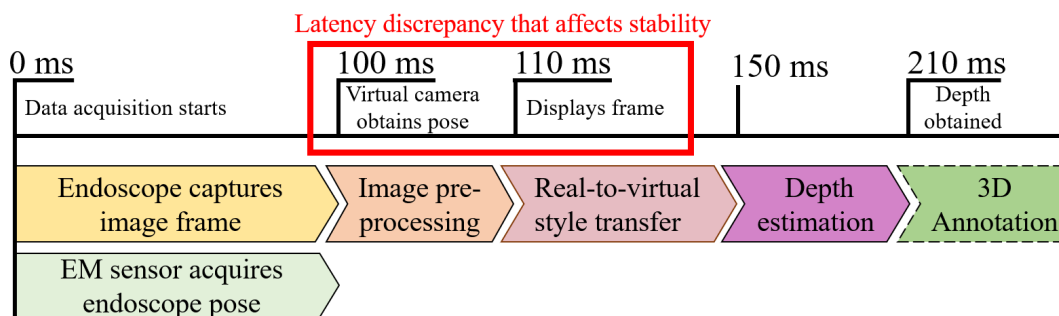 Latency discrepancy that affects stability
0 ms
100 ms
110 ms
150 ms
210 ms
Data acquisition starts
Virtual camera
obtains pose
Displays frame
Depth
obtained
Endoscope captures
image frame
Image pre-
processing
Real-to-virtual
style transfer
Depth
estimation
3D
Annotation
EM sensor acquires
endoscope pose